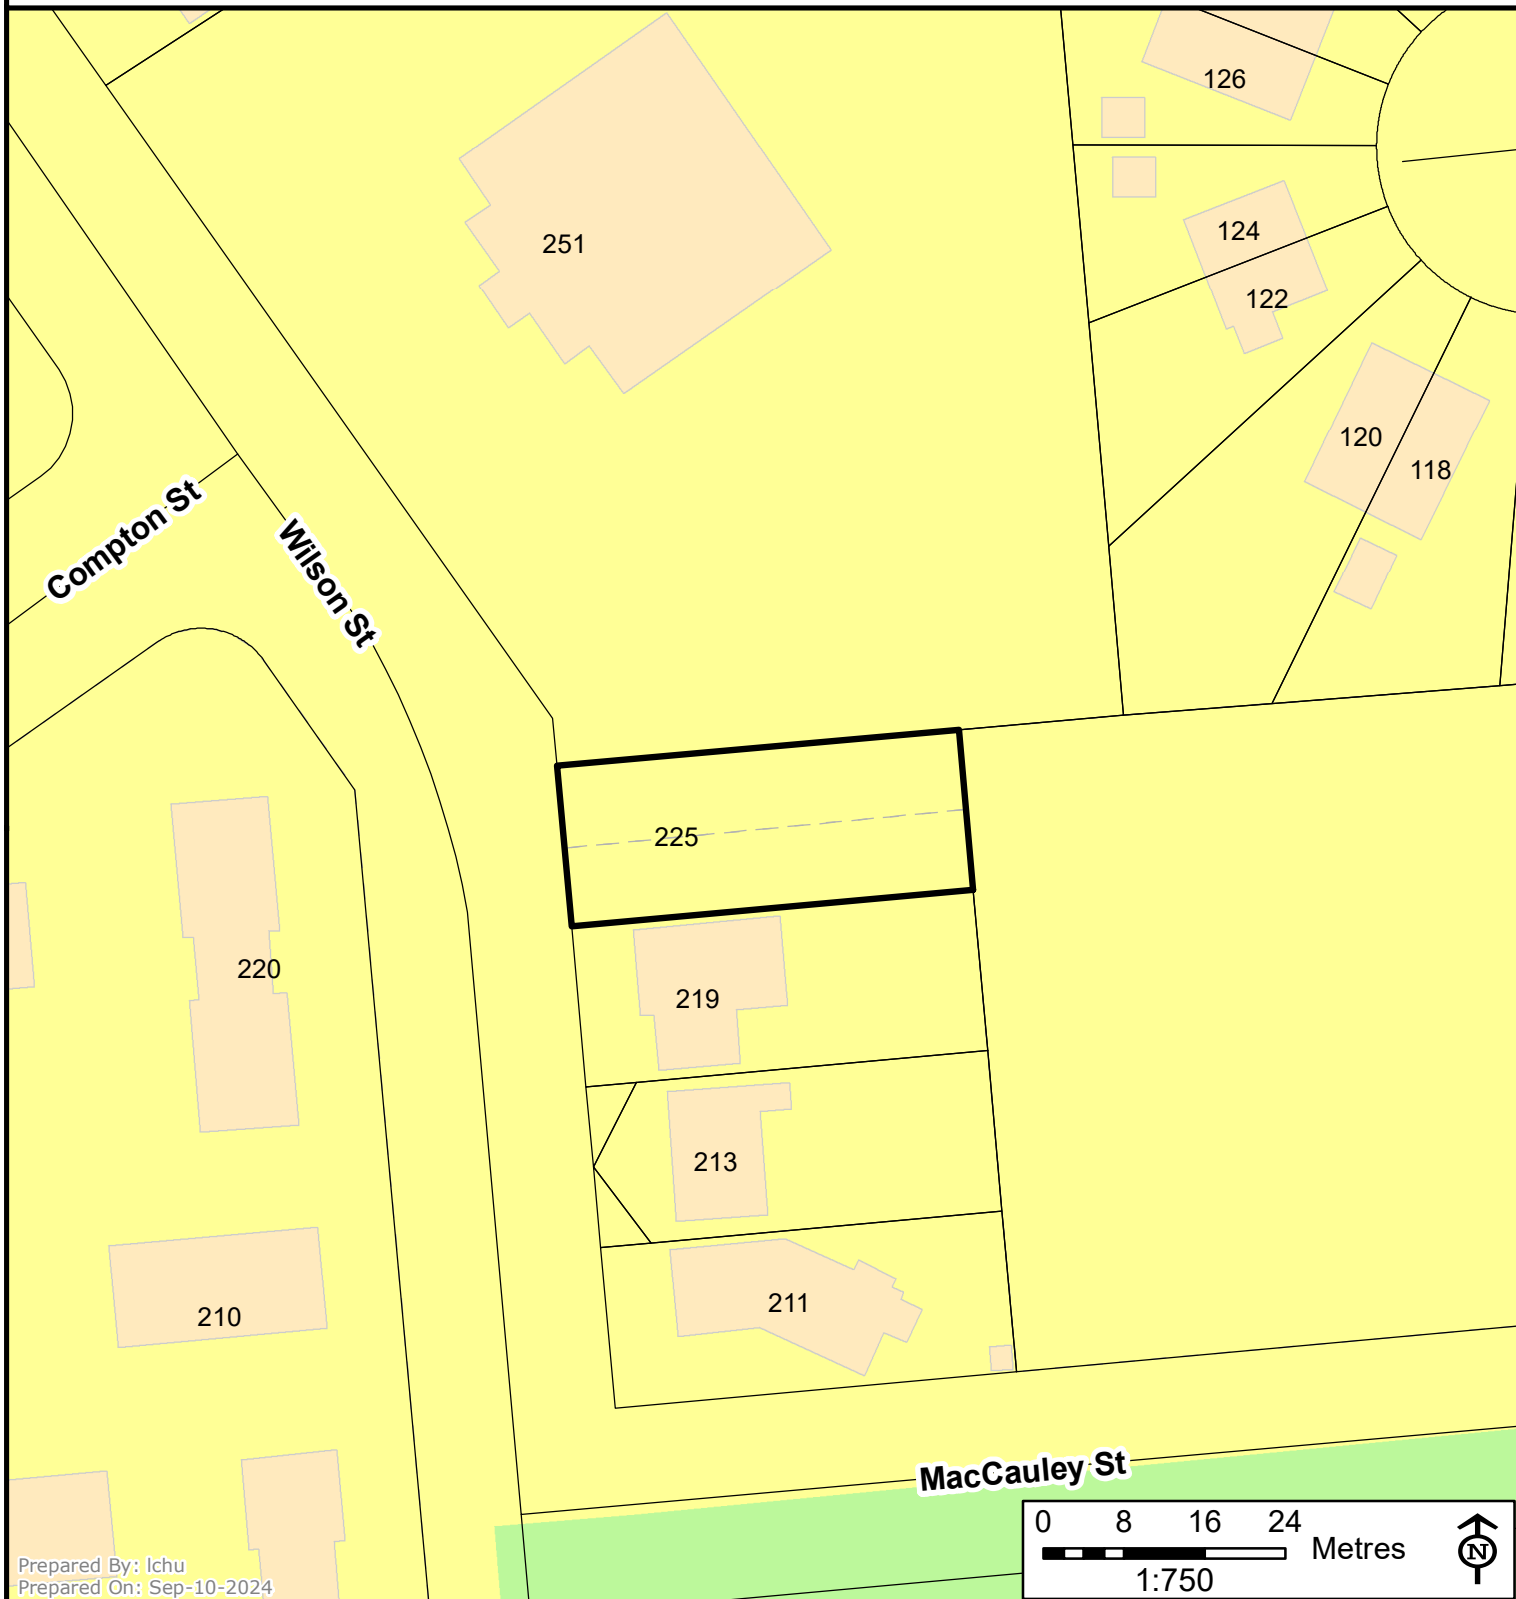 126
251
124
122
120
118
Compton St
Wilson St
225
220
219
213
211
210
MacCauley St
0 8 16 24
Metres
1:750
N
Prepared By: lchu
Prepared On: Sep-10-2024